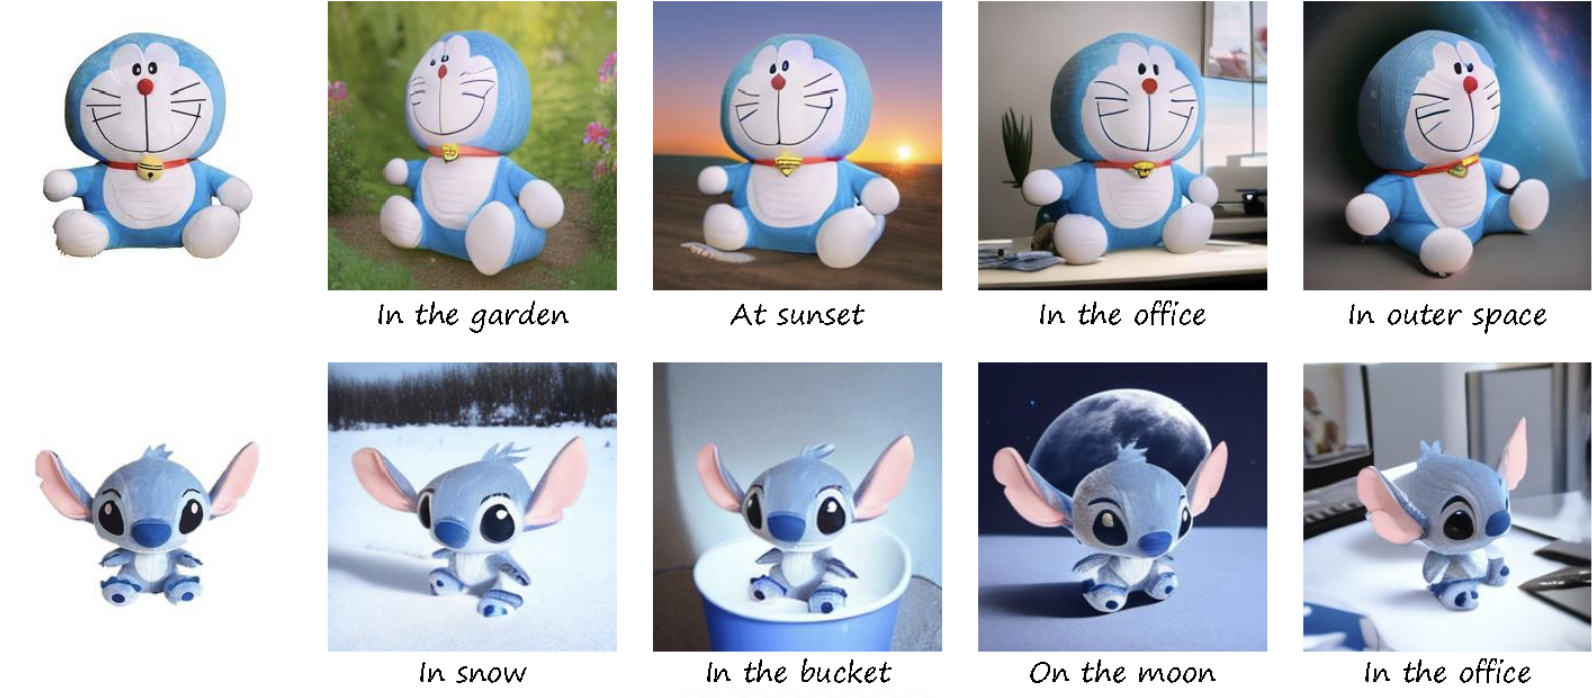 In the garden
At sunset
In the office
In outer space
In snow
In the bucket
On the moon
In the office